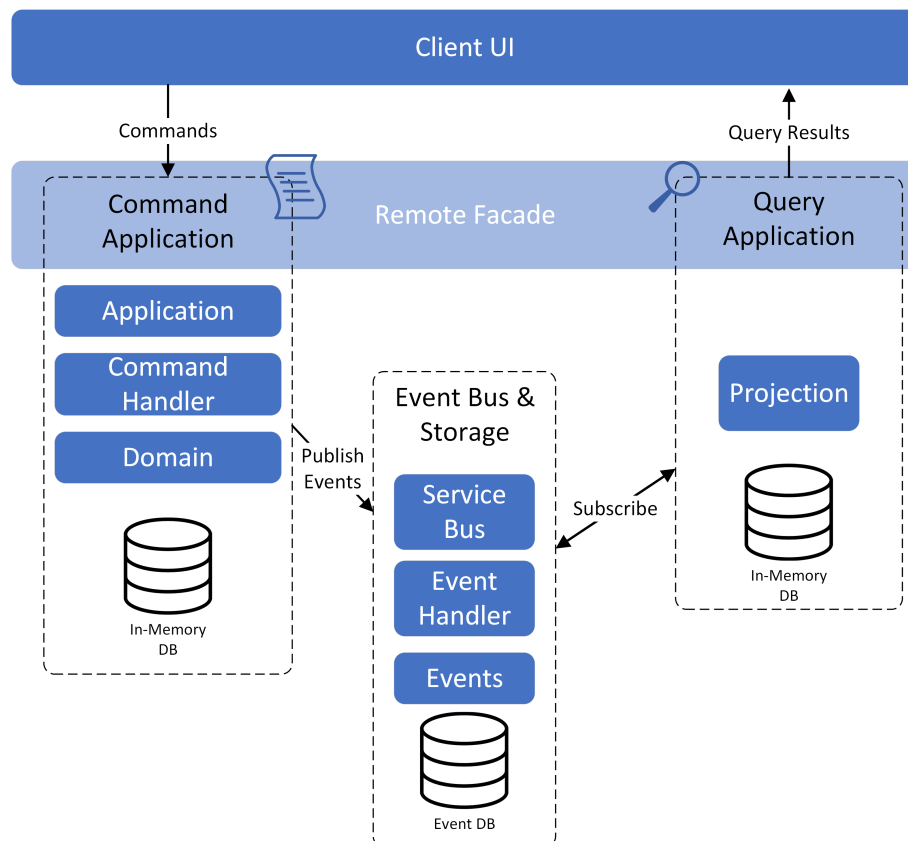 Client UI
Commands
Query Results
Command
Application
Remote Facade
Query
Application
Application
Command
Handler
Domain
In-Memory
DB
Publish
Events
Event Bus &
Storage
Service
Bus
Event
Handler
Events
Event DB
Subscribe
Projection
In-Memory
DB